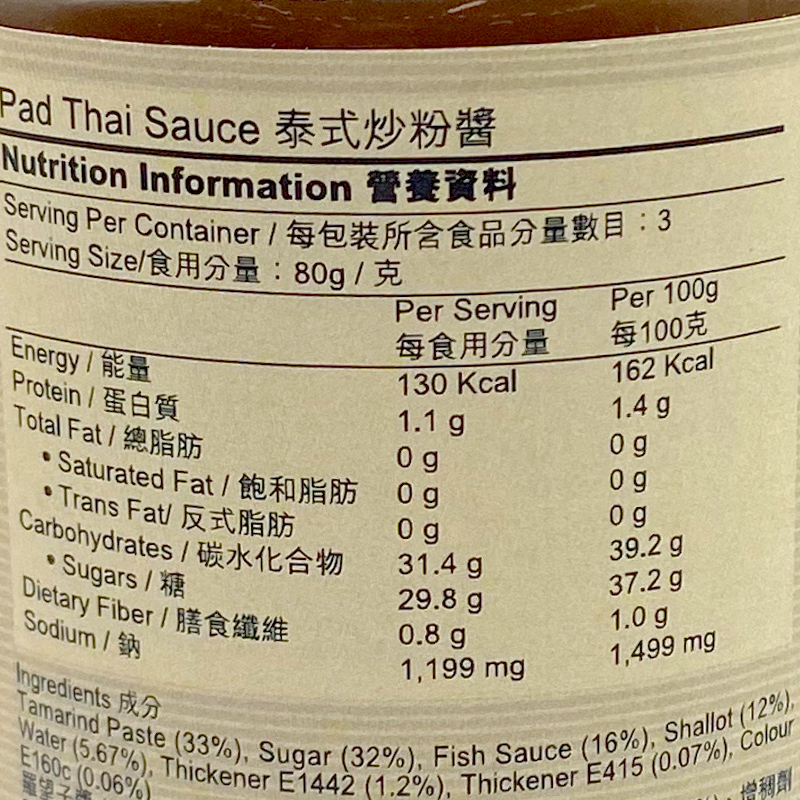 Pad Thai Sauce 泰式炒粉醬
Nutrition Information 營養資料
Serving Per Container / 每包裝所含食品分量數目：3
Serving Size/食用分量：80g / 克
Per Serving Per 100g
每食用分量 每100克
Energy / 能量 130 Kcal 162 Kcal
Protein / 蛋白質 1.1 g 1.4 g
Total Fat / 總脂肪 0 g 0 g
• Saturated Fat / 飽和脂肪 0 g 0 g
• Trans Fat/ 反式脂肪 0 g 0 g
Carbohydrates / 碳水化合物 31.4 g 39.2 g
• Sugars / 糖 29.8 g 37.2 g
Dietary Fiber / 膳食纖維 0.8 g 1.0 g
Sodium / 鈉 1,199 mg 1,499 mg
Ingredients 成分
Tamarind Paste (33%), Sugar (32%), Fish Sauce (16%), Shallot (12%),
Water (5.67%), Thickener E1442 (1.2%), Thickener E415 (0.07%), Colour
E160c (0.06%)
羅望子 增稠劑